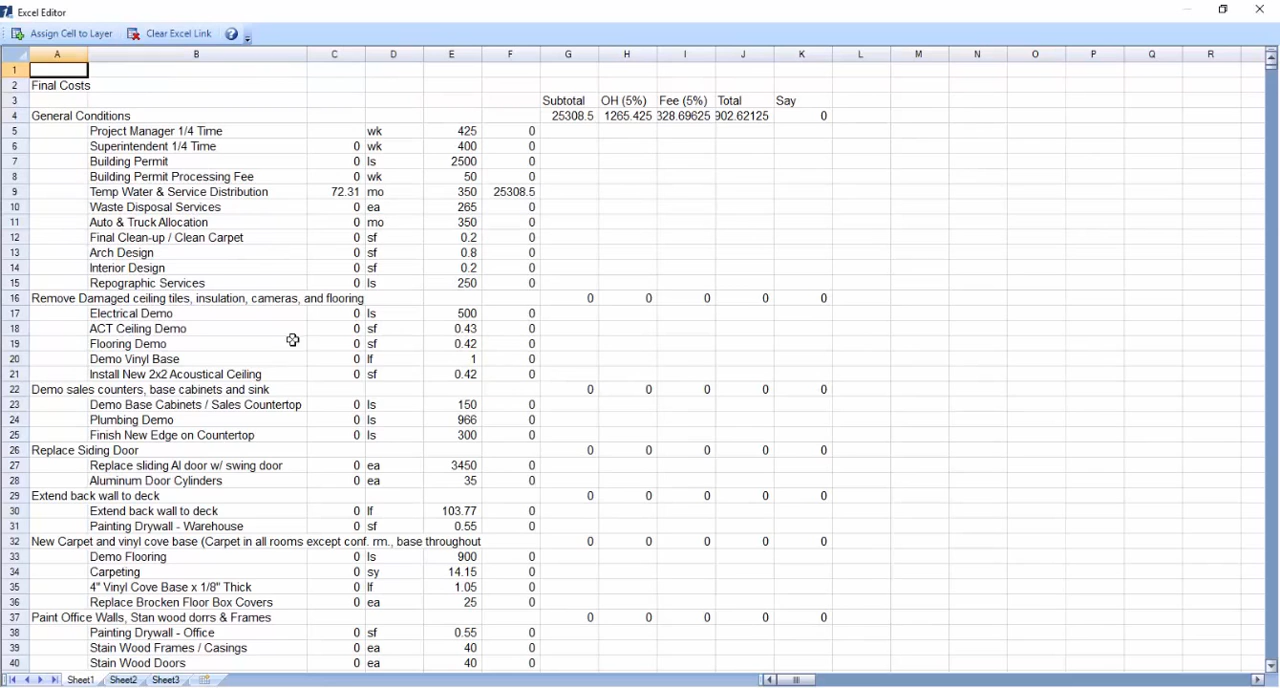 Excel Editor
Assign Cell to Layer Clear Excel Link
A B C D E F G H I J K L M N O P Q R
1
2 Final Costs
3 Subtotal OH (5%) Fee (5%) Total Say
4 General Conditions 25308.5 1265.425 328.69625 902.62125 0
5 Project Manager 1/4 Time wk 425 0
6 Superintendent 1/4 Time 0 wk 400 0
7 Building Permit 0 ls 2500 0
8 Building Permit Processing Fee 0 wk 50 0
9 Temp Water & Service Distribution 72.31 mo 350 25308.5
10 Waste Disposal Services 0 ea 265 0
11 Auto & Truck Allocation 0 mo 350 0
12 Final Clean-up / Clean Carpet 0 sf 0.2 0
13 Arch Design 0 sf 0.8 0
14 Interior Design 0 sf 0.2 0
15 Repographic Services 0 ls 250 0
16 Remove Damaged ceiling tiles, insulation, cameras, and flooring 0 0 0 0 0
17 Electrical Demo 0 ls 500 0
18 ACT Ceiling Demo 0 sf 0.43 0
19 Flooring Demo 0 sf 0.42 0
20 Demo Vinyl Base 0 lf 1 0
21 Install New 2x2 Acoustical Ceiling 0 sf 0.42 0
22 Demo sales counters, base cabinets and sink 0 0 0 0 0
23 Demo Base Cabinets / Sales Countertop 0 ls 150 0
24 Plumbing Demo 0 ls 966 0
25 Finish New Edge on Countertop 0 ls 300 0
26 Replace Siding Door 0 0 0 0 0
27 Replace sliding Al door w/ swing door 0 ea 3450 0
28 Aluminum Door Cylinders 0 ea 35 0
29 Extend back wall to deck 0 0 0 0 0
30 Extend back wall to deck 0 lf 103.77 0
31 Painting Drywall - Warehouse 0 sf 0.55 0
32 New Carpet and vinyl cove base (Carpet in all rooms except conf. rm., base throughout 0 0 0 0 0
33 Demo Flooring 0 ls 900 0
34 Carpeting 0 sy 14.15 0
35 4" Vinyl Cove Base x 1/8" Thick 0 lf 1.05 0
36 Replace Brocken Floor Box Covers 0 ea 25 0
37 Paint Office Walls, Stan wood dorrs & Frames 0 0 0 0 0
38 Painting Drywall - Office 0 sf 0.55 0
39 Stain Wood Frames / Casings 0 ea 40 0
40 Stain Wood Doors 0 ea 40 0
Sheet1 Sheet2 Sheet3